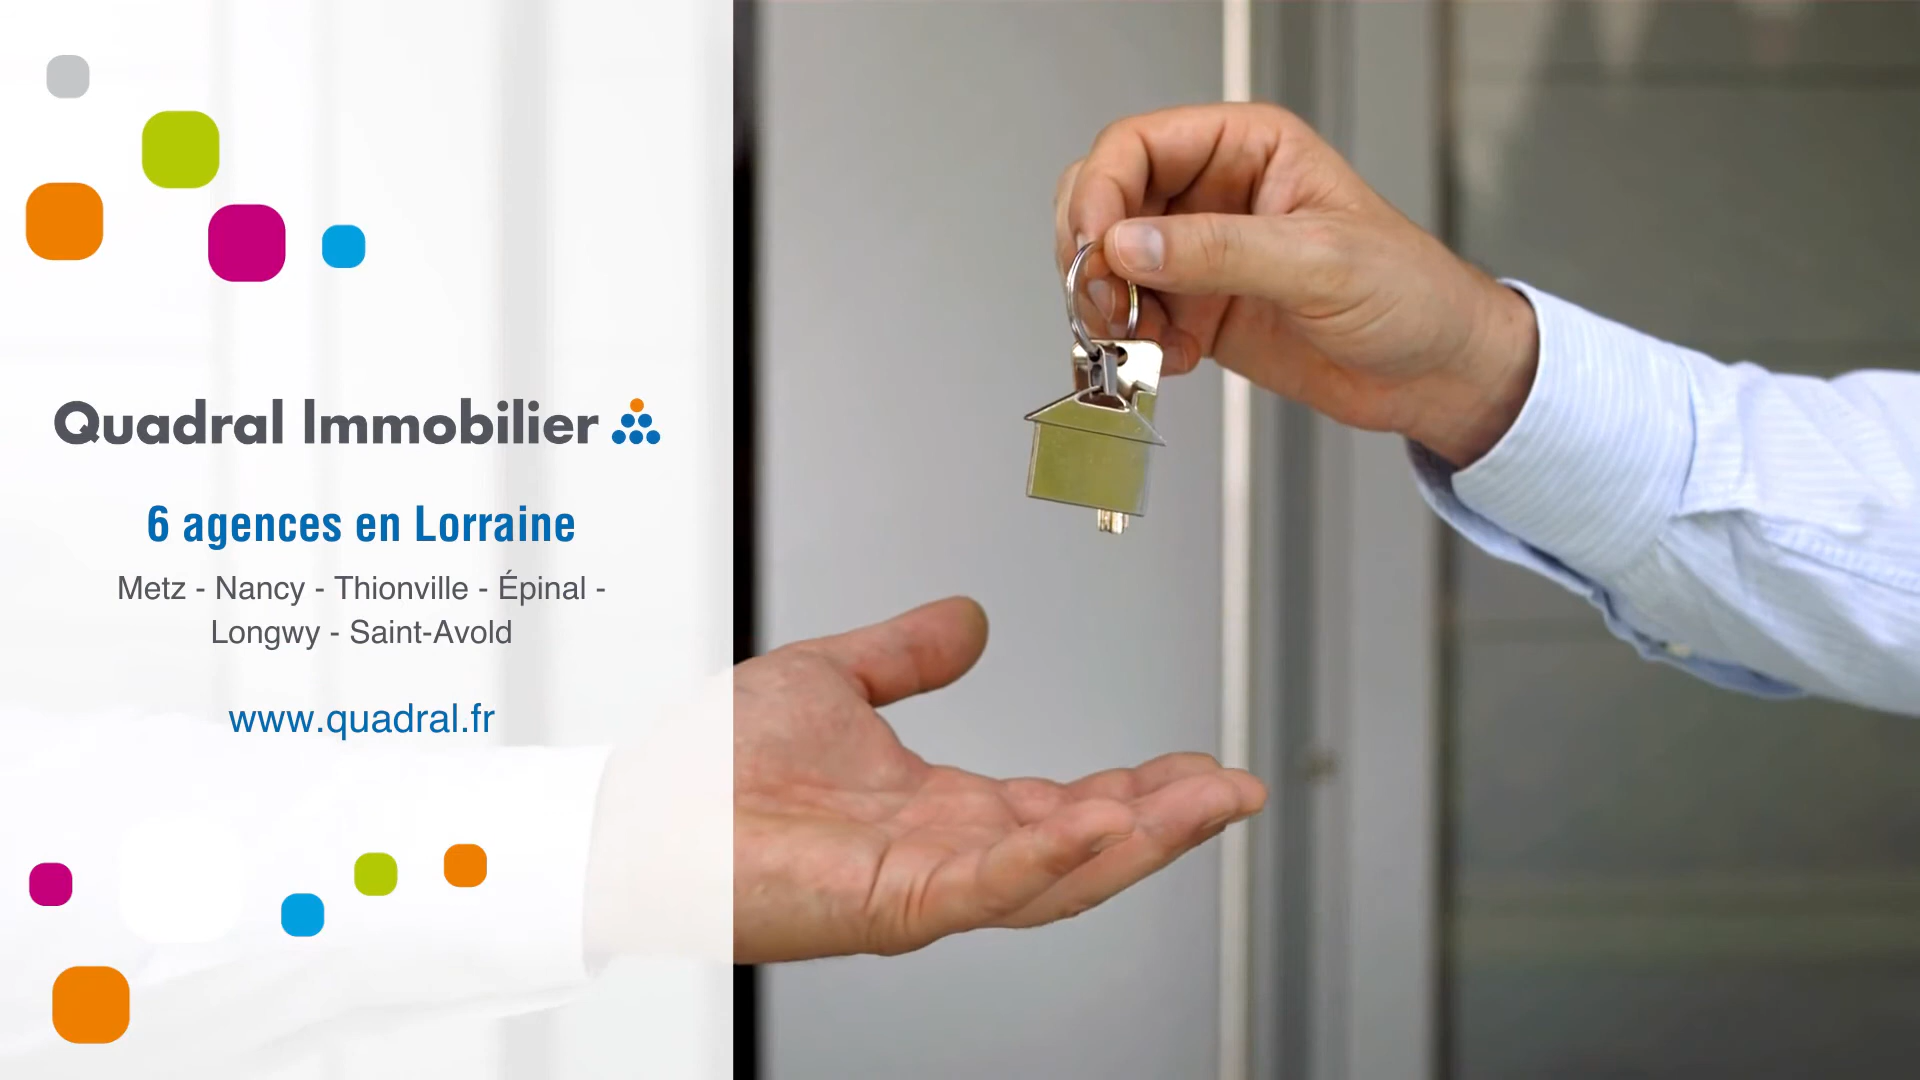 Quadral Immobilier
6 agences en Lorraine
Metz - Nancy - Thionville - Épinal -
Longwy - Saint-Avold
www.quadral.fr